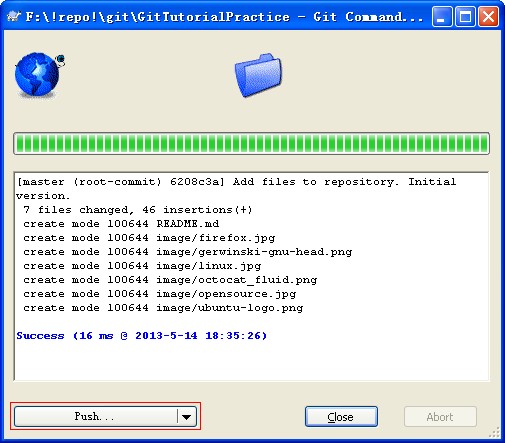 F:\!repo!\git\GitTutorialPractice - Git Command...
[master (root-commit) 6208c3a] Add files to repository. Initial
version.
7 files changed, 46 insertions(+)
create mode 100644 README.md
create mode 100644 image/firefox.jpg
create mode 100644 image/gerwinski-gnu-head.png
create mode 100644 image/linux.jpg
create mode 100644 image/octocat_fluid.png
create mode 100644 image/opensource.jpg
create mode 100644 image/ubuntu-logo.png
Success (16 ms @ 2013-5-14 18:35:26)
Push...
Close
Abort